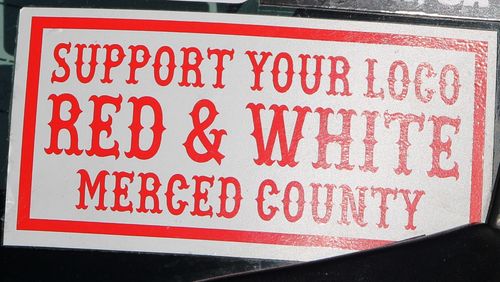 SUPPORT YOUR LOCO
RED & WHITE
MERCED COUNTY